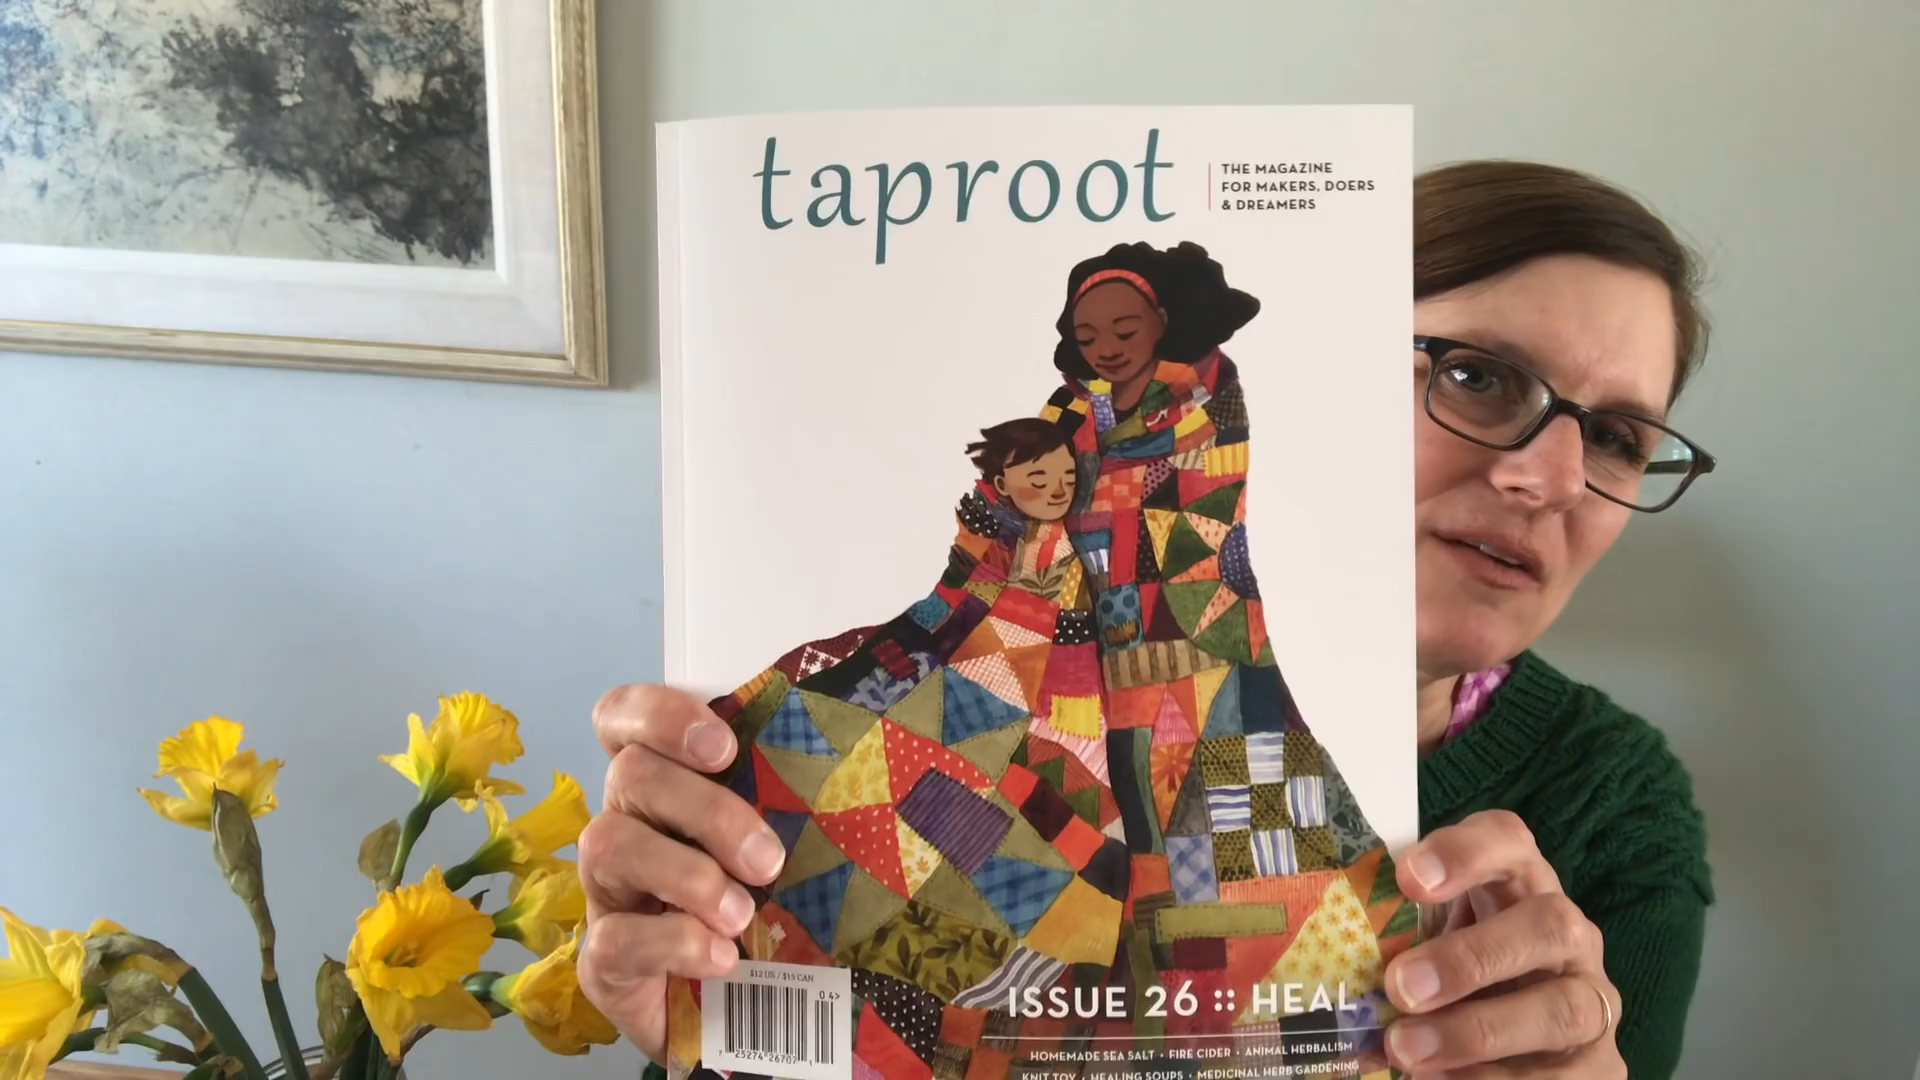 taproot
THE MAGAZINE
FOR MAKERS, DOERS
& DREAMERS
$12 US / $15 CAN
04>
ISSUE 26 :: HEAL
HOMEMADE SEA SALT • FIRE CIDER • ANIMAL HERBALISM
KNIT TOY • HEALING SOUPS • MEDICINAL HERB GARDENING